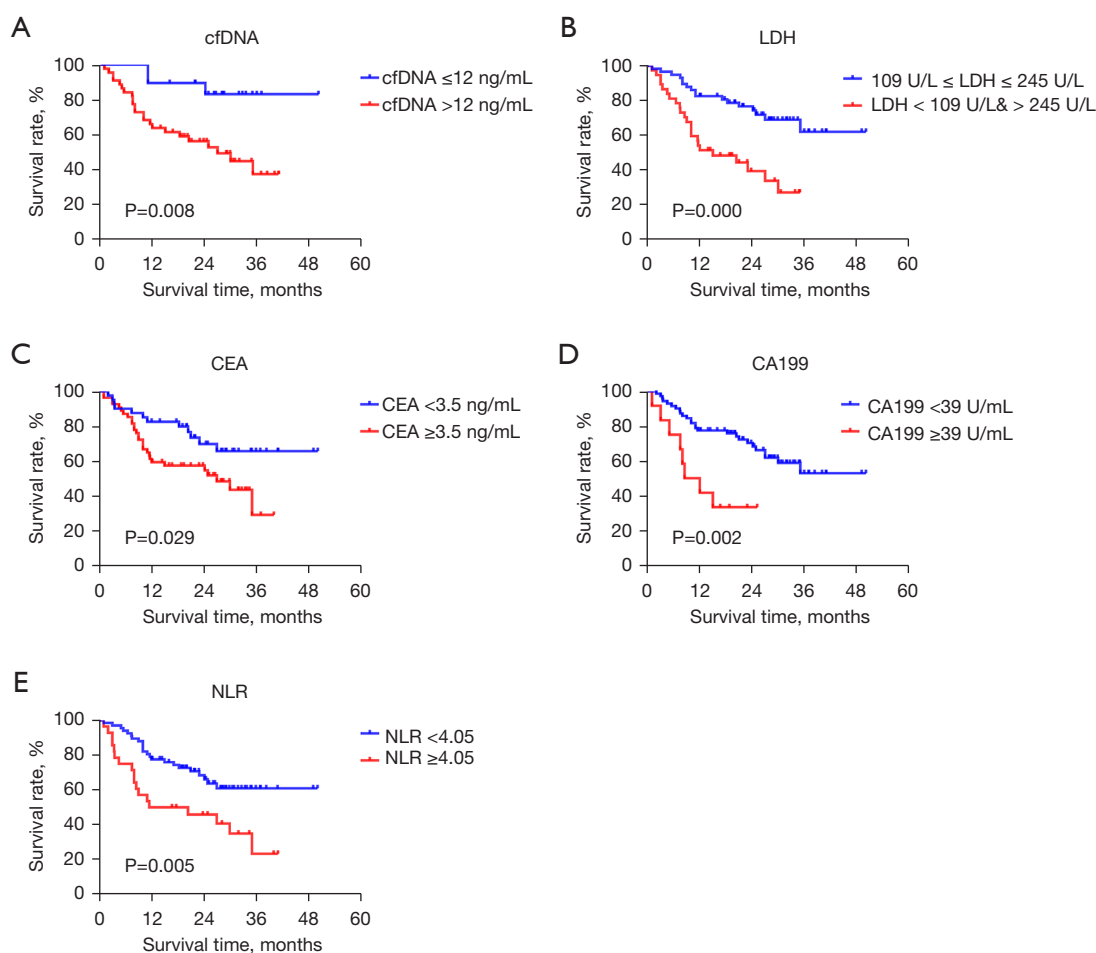 A
cfDNA
Survival rate, %
100
80
60
40
20
0
cfDNA ≤12 ng/mL
cfDNA >12 ng/mL
P=0.008
0 12 24 36 48 60
Survival time, months
B
LDH
Survival rate, %
100
80
60
40
20
0
109 U/L ≤ LDH ≤ 245 U/L
LDH < 109 U/L& > 245 U/L
P=0.000
0 12 24 36 48 60
Survival time, months
C
CEA
Survival rate, %
100
80
60
40
20
0
CEA <3.5 ng/mL
CEA ≥3.5 ng/mL
P=0.029
0 12 24 36 48 60
Survival time, months
D
CA199
Survival rate, %
100
80
60
40
20
0
CA199 <39 U/mL
CA199 ≥39 U/mL
P=0.002
0 12 24 36 48 60
Survival time, months
E
NLR
Survival rate, %
100
80
60
40
20
0
NLR <4.05
NLR ≥4.05
P=0.005
0 12 24 36 48 60
Survival time, months